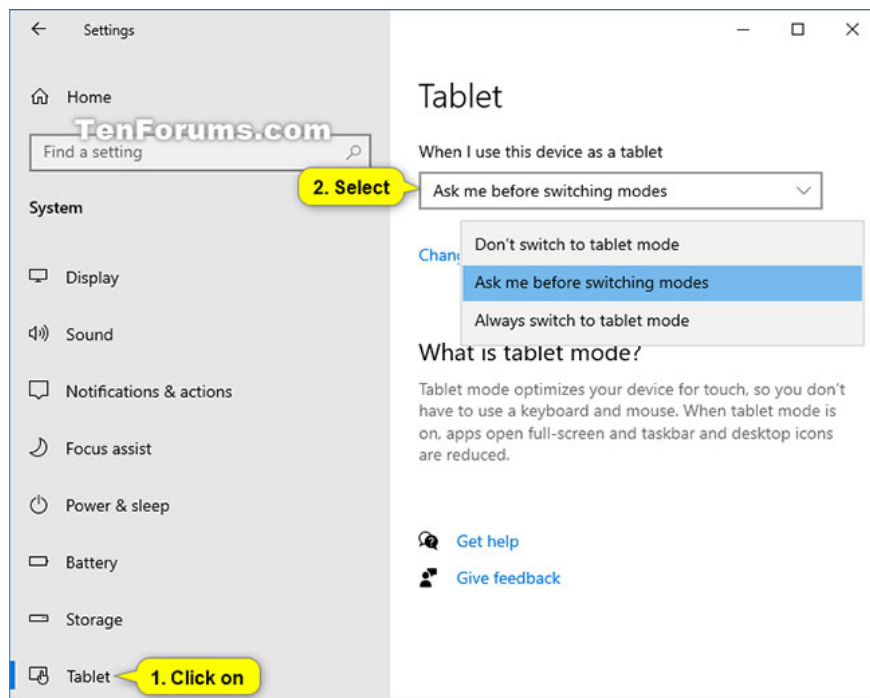 Settings
Home
TenForums.com
Find a setting
System
Display
Sound
Notifications & actions
Focus assist
Power & sleep
Battery
Storage
Tablet
1. Click on
Tablet
When I use this device as a tablet
2. Select
Ask me before switching modes
Don't switch to tablet mode
Ask me before switching modes
Always switch to tablet mode
What is tablet mode?
Tablet mode optimizes your device for touch, so you don't
have to use a keyboard and mouse. When tablet mode is
on, apps open full-screen and taskbar and desktop icons
are reduced.
Get help
Give feedback